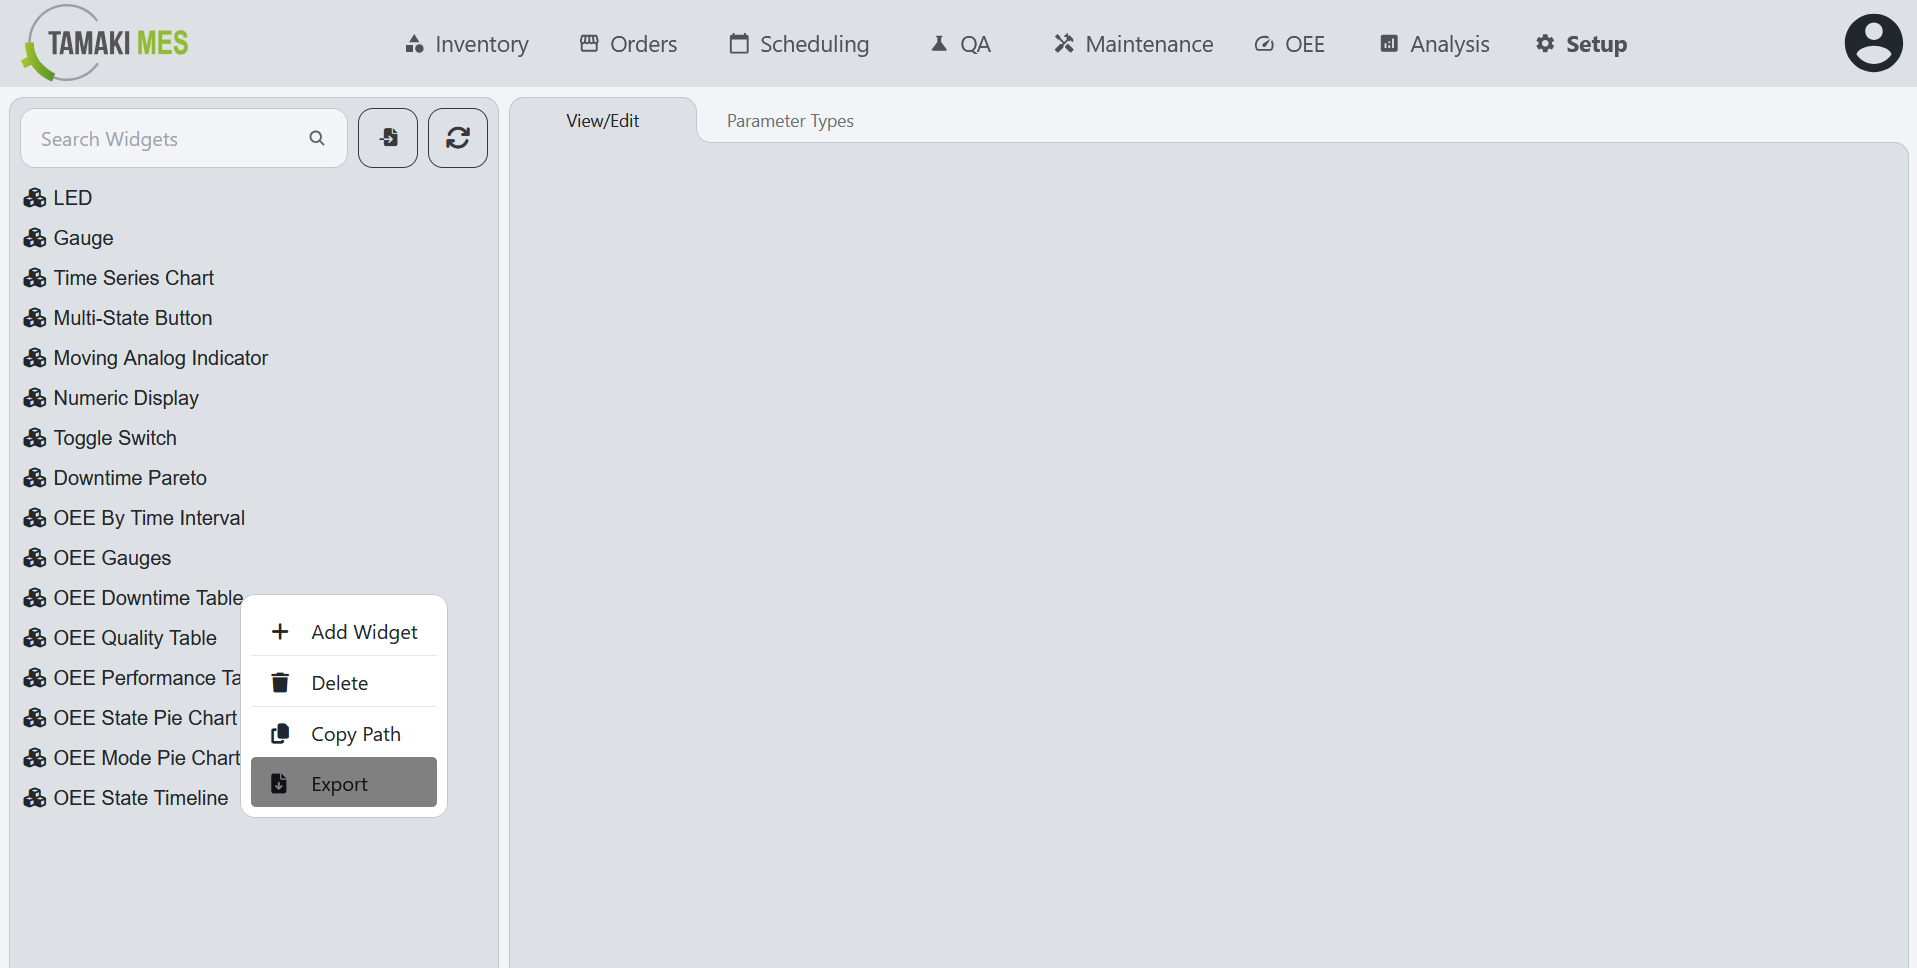 TAMAKI MES
Inventory
Orders
Scheduling
QA
Maintenance
OEE
Analysis
Setup
Search Widgets
View/Edit
Parameter Types
LED
Gauge
Time Series Chart
Multi-State Button
Moving Analog Indicator
Numeric Display
Toggle Switch
Downtime Pareto
OEE By Time Interval
OEE Gauges
OEE Downtime Table
OEE Quality Table
OEE Performance Ta
OEE State Pie Chart
OEE Mode Pie Chart
OEE State Timeline
Add Widget
Delete
Copy Path
Export